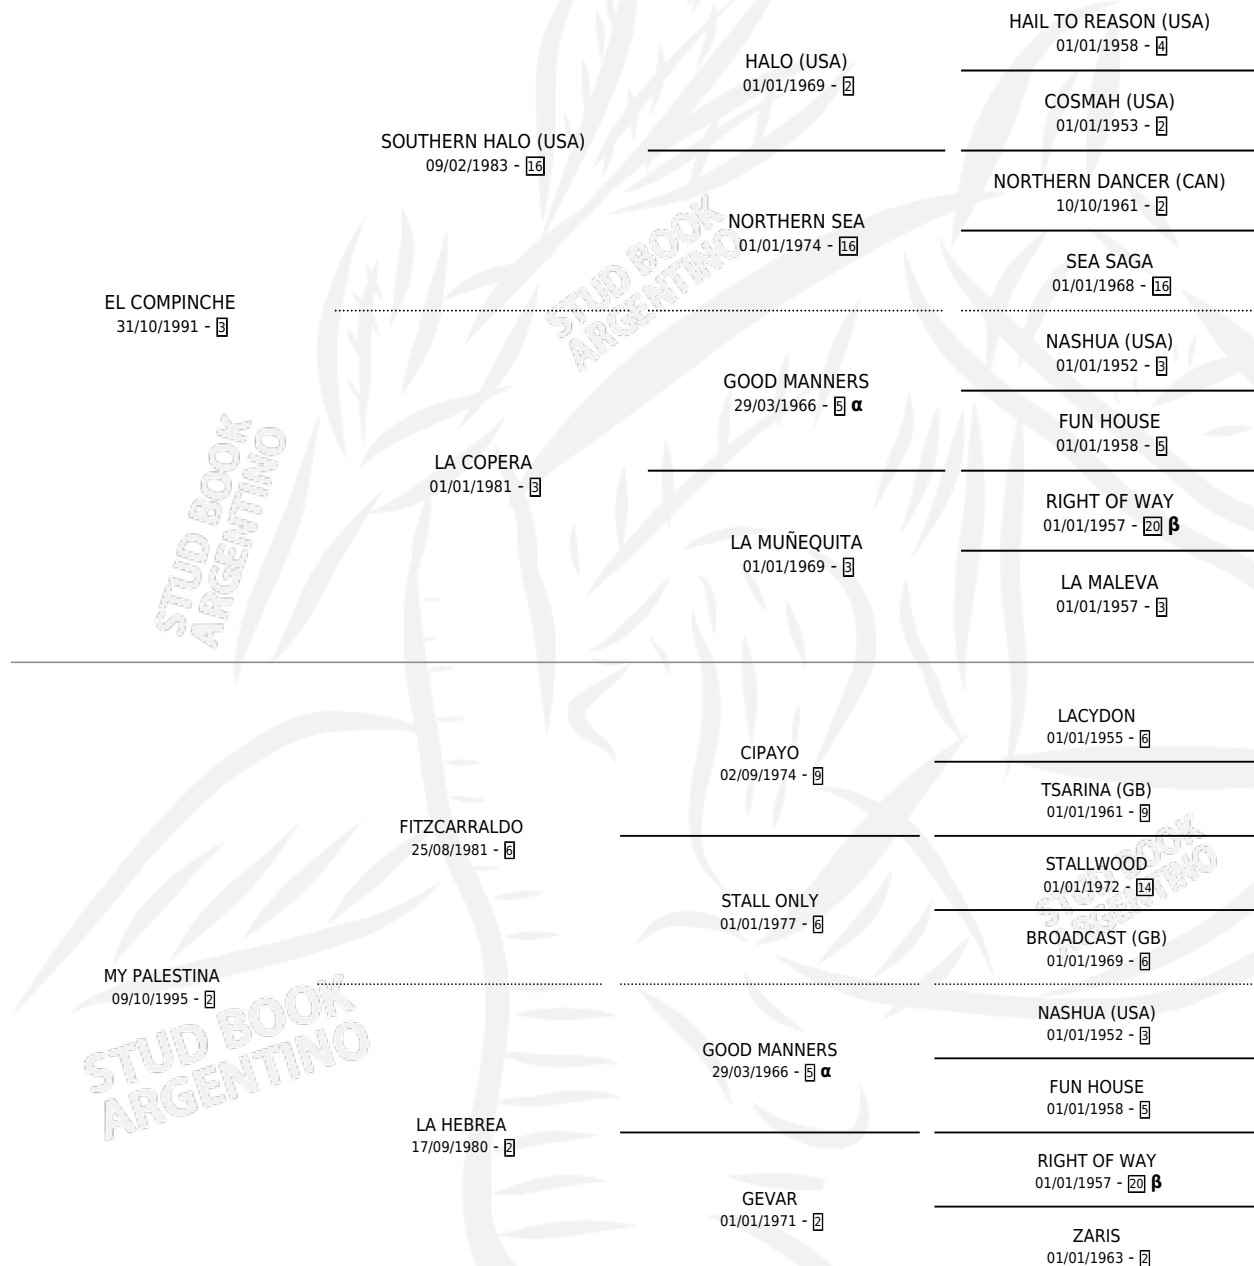 HAIL TO REASON (USA)
01/01/1958 - 4
HALO (USA)
01/01/1969 - 2
COSMAH (USA)
01/01/1953 - 2
SOUTHERN HALO (USA)
09/02/1983 - 16
NORTHERN DANCER (CAN)
10/10/1961 - 2
NORTHERN SEA
01/01/1974 - 16
SEA SAGA
01/01/1968 - 16
EL COMPINCHE
31/10/1991 - 3
NASHUA (USA)
01/01/1952 - 3
GOOD MANNERS
29/03/1966 - 5 α
FUN HOUSE
01/01/1958 - 5
LA COPERA
01/01/1981 - 3
RIGHT OF WAY
01/01/1957 - 20 β
LA MUÑEQUITA
01/01/1969 - 3
LA MALEVA
01/01/1957 - 3
LACYDON
01/01/1955 - 6
CIPAYO
02/09/1974 - 9
TSARINA (GB)
01/01/1961 - 9
FITZCARRALDO
25/08/1981 - 6
STALLWOOD
01/01/1972 - 14
STALL ONLY
01/01/1977 - 6
BROADCAST (GB)
01/01/1969 - 6
MY PALESTINA
09/10/1995 - 2
NASHUA (USA)
01/01/1952 - 3
GOOD MANNERS
29/03/1966 - 5 α
FUN HOUSE
01/01/1958 - 5
LA HEBREA
17/09/1980 - 2
RIGHT OF WAY
01/01/1957 - 20 β
GEVAR
01/01/1971 - 2
ZARIS
01/01/1963 - 2
STUD BOOK
ARGENTINO
STUD BOOK
ARGENTINO
STUD BOOK
ARGENTINO
STUD BOOK
ARGENTINO